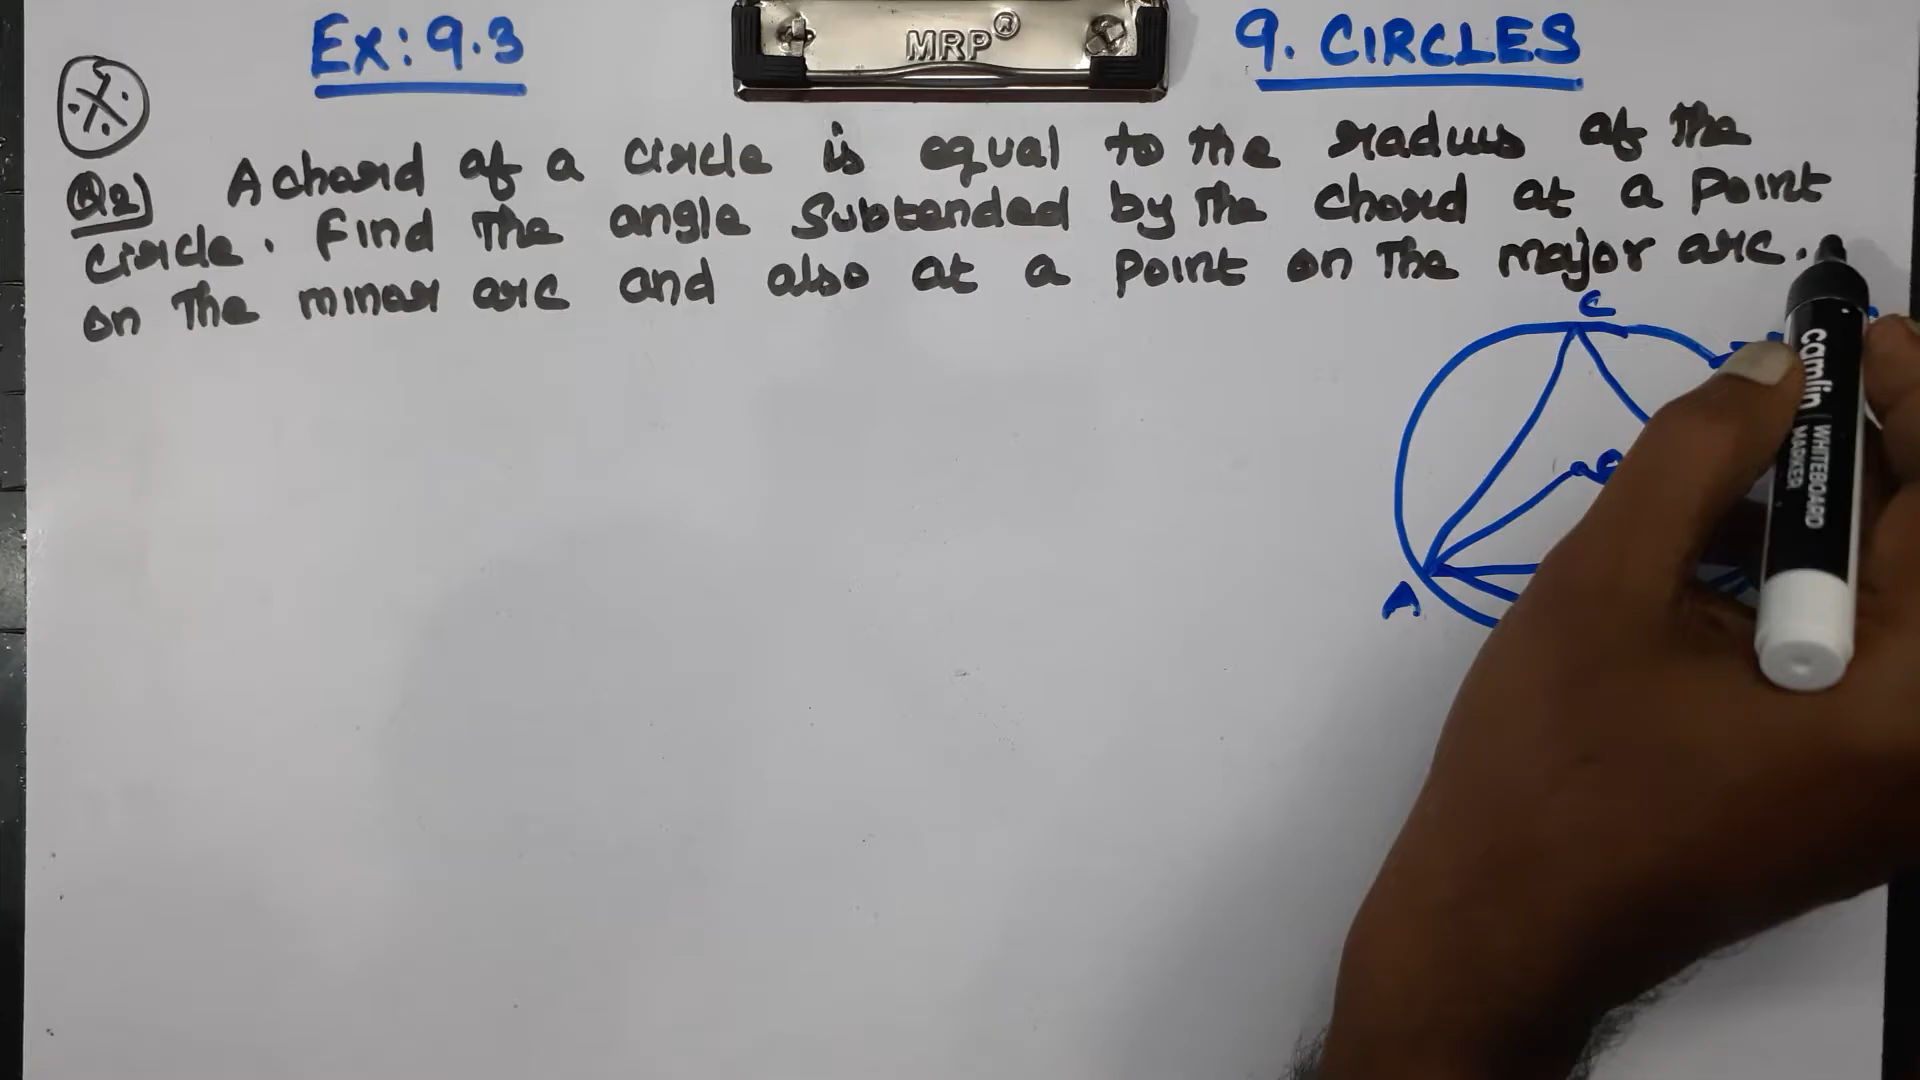 Ex: 9.3
MRP®
9. CIRCLES
Q2) A chord of a circle is equal to the radius of the
circle. Find the angle subtended by the chord at a point
on the minor arc and also at a point on the major arc.
C
O
A
camlin WHITEBOARD
MARKER